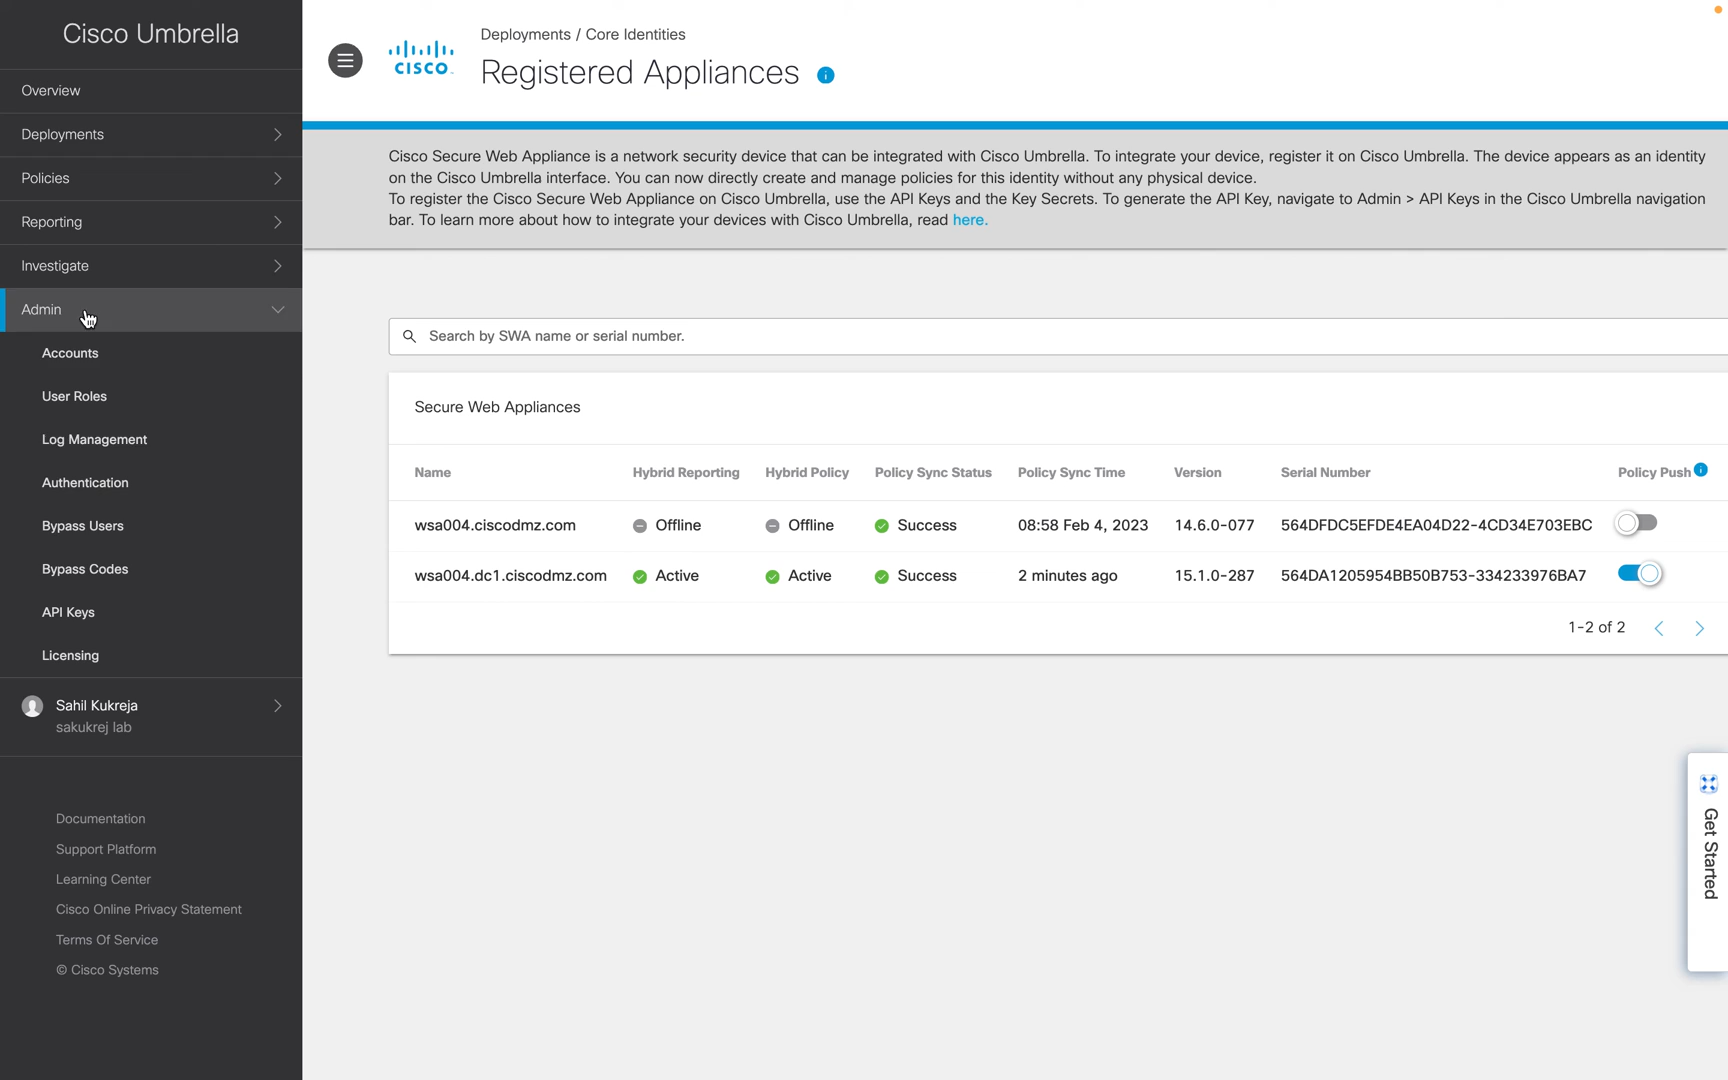 Cisco Umbrella
Overview
Deployments
Policies
Reporting
Investigate
Admin
Accounts
User Roles
Log Management
Authentication
Bypass Users
Bypass Codes
API Keys
Licensing
Sahil Kukreja
sakukrej lab
Documentation
Support Platform
Learning Center
Cisco Online Privacy Statement
Terms Of Service
© Cisco Systems
CISCO
Deployments / Core Identities
Registered Appliances
Cisco Secure Web Appliance is a network security device that can be integrated with Cisco Umbrella. To integrate your device, register it on Cisco Umbrella. The device appears as an identity
on the Cisco Umbrella interface. You can now directly create and manage policies for this identity without any physical device.
To register the Cisco Secure Web Appliance on Cisco Umbrella, use the API Keys and the Key Secrets. To generate the API Key, navigate to Admin > API Keys in the Cisco Umbrella navigation
bar. To learn more about how to integrate your devices with Cisco Umbrella, read here.
Search by SWA name or serial number.
Secure Web Appliances
Name Hybrid Reporting Hybrid Policy Policy Sync Status Policy Sync Time Version Serial Number Policy Push
wsa004.ciscodmz.com Offline Offline Success 08:58 Feb 4, 2023 14.6.0-077 564DFDC5EFDE4EA04D22-4CD34E703EBC
wsa004.dc1.ciscodmz.com Active Active Success 2 minutes ago 15.1.0-287 564DA1205954BB50B753-334233976BA7
1-2 of 2
Get Started